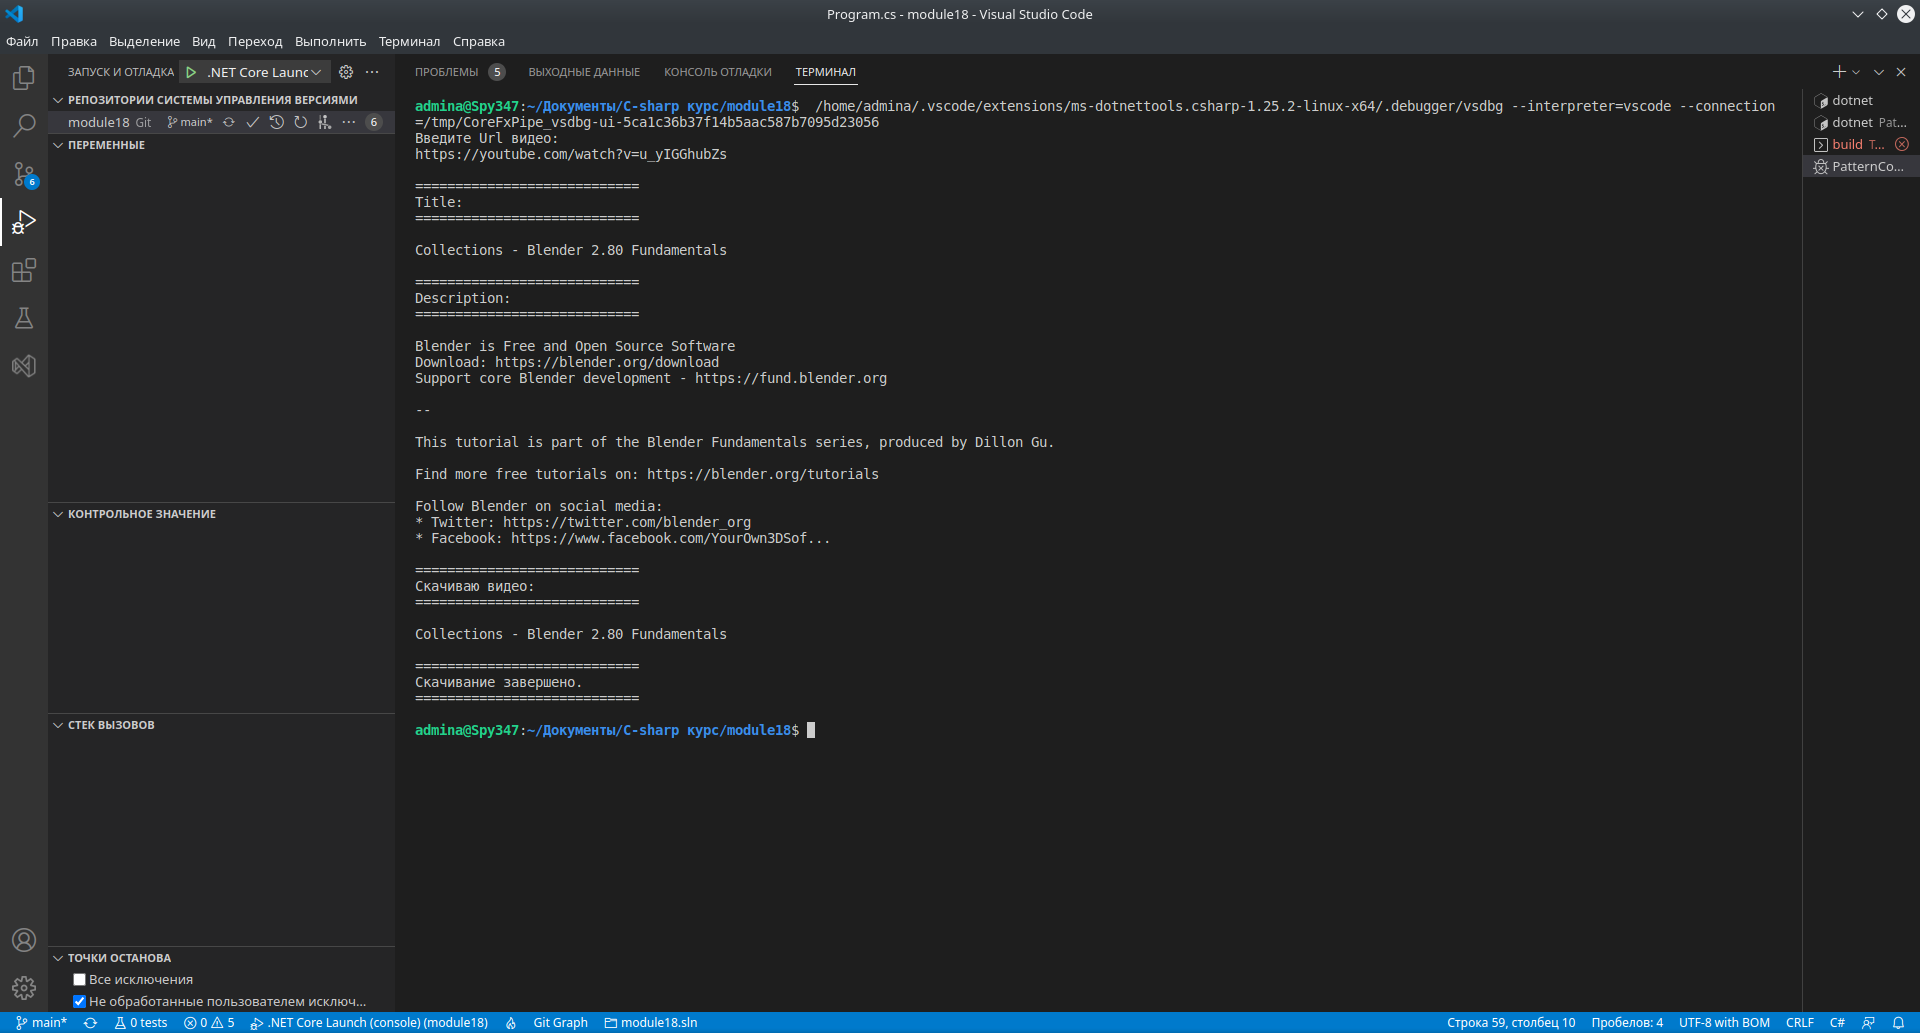 Program.cs - module18 - Visual Studio Code
Файл Правка Выделение Вид Переход Выполнить Терминал Справка
ЗАПУСК И ОТЛАДКА .NET Core Launc
РЕПОЗИТОРИИ СИСТЕМЫ УПРАВЛЕНИЯ ВЕРСИЯМИ
module18 Git main* 6
ПЕРЕМЕННЫЕ
6
КОНТРОЛЬНОЕ ЗНАЧЕНИЕ
СТЕК ВЫЗОВОВ
ТОЧКИ ОСТАНОВА
Все исключения
Не обработанные пользователем исключ...
ПРОБЛЕМЫ 5 ВЫХОДНЫЕ ДАННЫЕ КОНСОЛЬ ОТЛАДКИ ТЕРМИНАЛ
admina@Spy347:~/Документы/C-sharp курс/module18$ /home/admina/.vscode/extensions/ms-dotnettools.csharp-1.25.2-linux-x64/.debugger/vsdbg --interpreter=vscode --connection
=/tmp/CoreFxPipe_vsdbg-ui-5ca1c36b37f14b5aac587b7095d23056
Введите Url видео:
https://youtube.com/watch?v=u_yIGGhubZs
============================
Title:
============================
Collections - Blender 2.80 Fundamentals
============================
Description:
============================
Blender is Free and Open Source Software
Download: https://blender.org/download
Support core Blender development - https://fund.blender.org
--
This tutorial is part of the Blender Fundamentals series, produced by Dillon Gu.
Find more free tutorials on: https://blender.org/tutorials
Follow Blender on social media:
* Twitter: https://twitter.com/blender_org
* Facebook: https://www.facebook.com/YourOwn3DSof...
============================
Скачиваю видео:
============================
Collections - Blender 2.80 Fundamentals
============================
Скачивание завершено.
============================
admina@Spy347:~/Документы/C-sharp курс/module18$
dotnet
dotnet Pat...
build T...
PatternCo...
main* 0 tests 0 5 .NET Core Launch (console) (module18) Git Graph module18.sln Строка 59, столбец 10 Пробелов: 4 UTF-8 with BOM CRLF C#